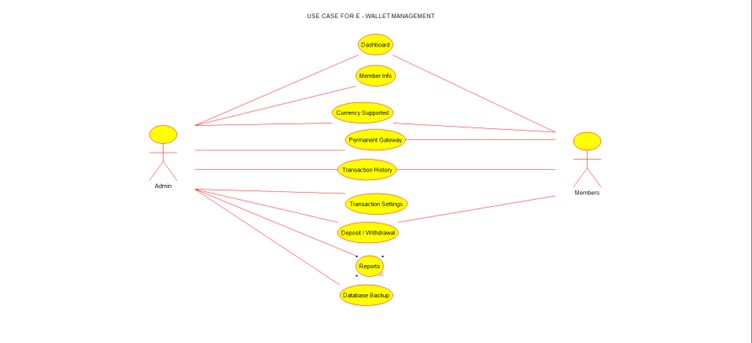 USE CASE FOR E - WALLET MANAGEMENT
Dashboard
Member Info
Currency Supported
Permanent Gateway
Transaction History
Admin
Members
Transaction Settings
Deposit / Withdrawal
Reports
Database Backup